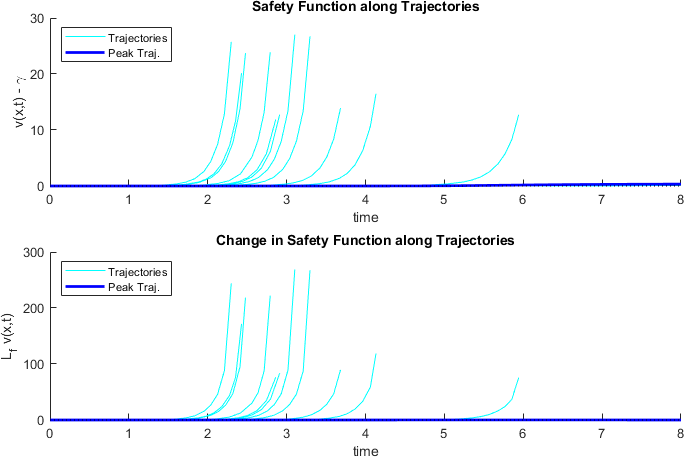 Safety Function along Trajectories
v(x,t) - γ
30
20
10
0
Trajectories
Peak Traj.
0 1 2 3 4 5 6 7 8
time
Change in Safety Function along Trajectories
L_f v(x,t)
300
200
100
0
Trajectories
Peak Traj.
0 1 2 3 4 5 6 7 8
time